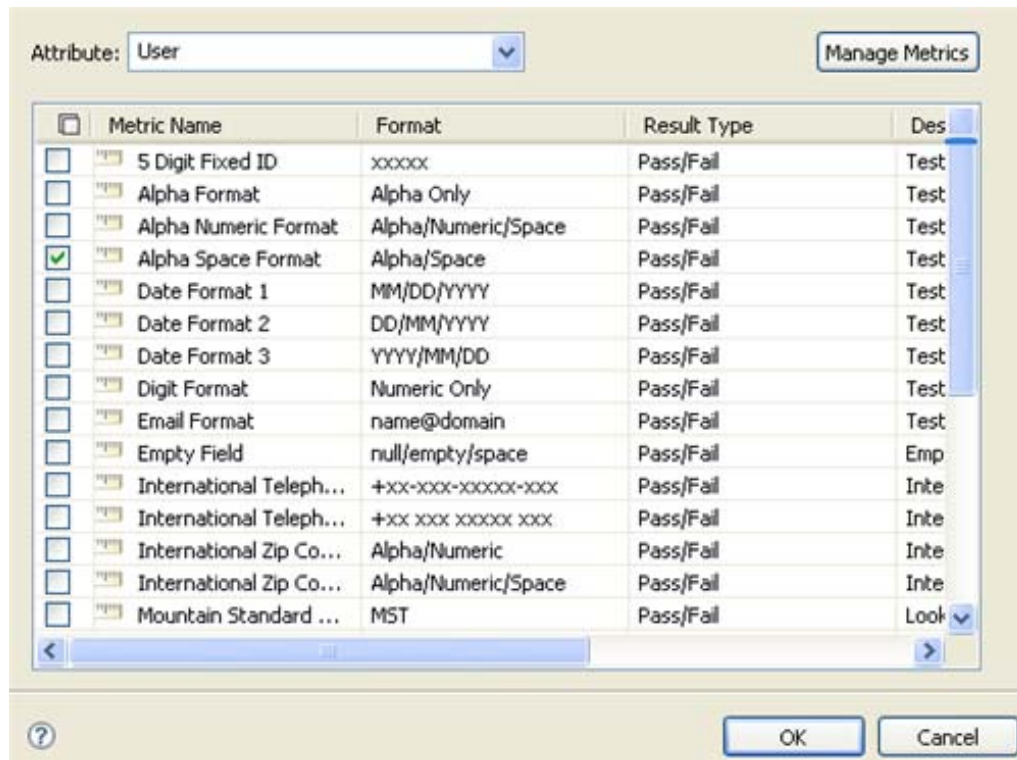 Attribute: User Manage Metrics
Metric Name Format Result Type Des
5 Digit Fixed ID xxxxx Pass/Fail Test
Alpha Format Alpha Only Pass/Fail Test
Alpha Numeric Format Alpha/Numeric/Space Pass/Fail Test
Alpha Space Format Alpha/Space Pass/Fail Test
Date Format 1 MM/DD/YYYY Pass/Fail Test
Date Format 2 DD/MM/YYYY Pass/Fail Test
Date Format 3 YYYY/MM/DD Pass/Fail Test
Digit Format Numeric Only Pass/Fail Test
Email Format name@domain Pass/Fail Test
Empty Field null/empty/space Pass/Fail Emp
International Teleph... +xx-xxx-xxxxx-xxx Pass/Fail Inte
International Teleph... +xx xxx xxxxx xxx Pass/Fail Inte
International Zip Co... Alpha/Numeric Pass/Fail Inte
International Zip Co... Alpha/Numeric/Space Pass/Fail Inte
Mountain Standard ... MST Pass/Fail Look
? OK Cancel